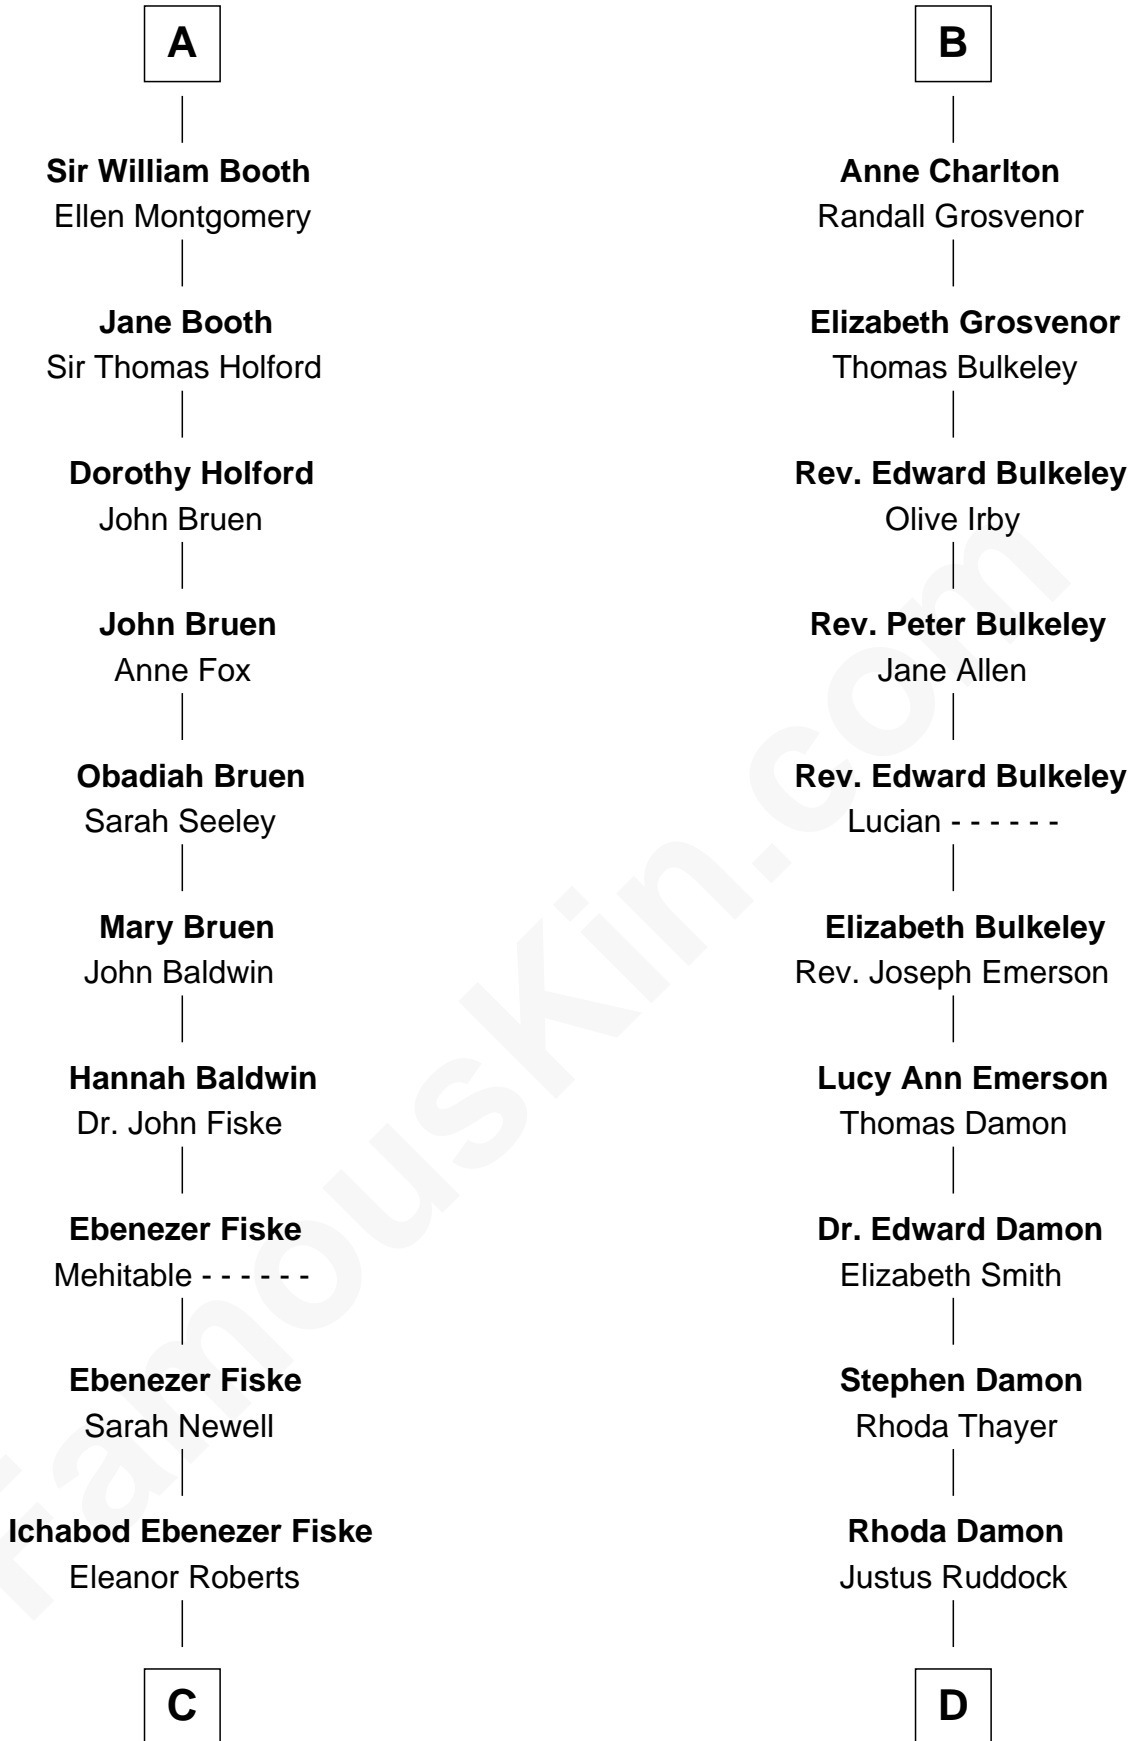 A
Sir William Booth
Ellen Montgomery
Jane Booth
Sir Thomas Holford
Dorothy Holford
John Bruen
John Bruen
Anne Fox
Obadiah Bruen
Sarah Seeley
Mary Bruen
John Baldwin
Hannah Baldwin
Dr. John Fiske
Ebenezer Fiske
Mehitable - - - - - -
Ebenezer Fiske
Sarah Newell
Ichabod Ebenezer Fiske
Eleanor Roberts
C
B
Anne Charlton
Randall Grosvenor
Elizabeth Grosvenor
Thomas Bulkeley
Rev. Edward Bulkeley
Olive Irby
Rev. Peter Bulkeley
Jane Allen
Rev. Edward Bulkeley
Lucian - - - - - -
Elizabeth Bulkeley
Rev. Joseph Emerson
Lucy Ann Emerson
Thomas Damon
Dr. Edward Damon
Elizabeth Smith
Stephen Damon
Rhoda Thayer
Rhoda Damon
Justus Ruddock
D
FamousKin.com